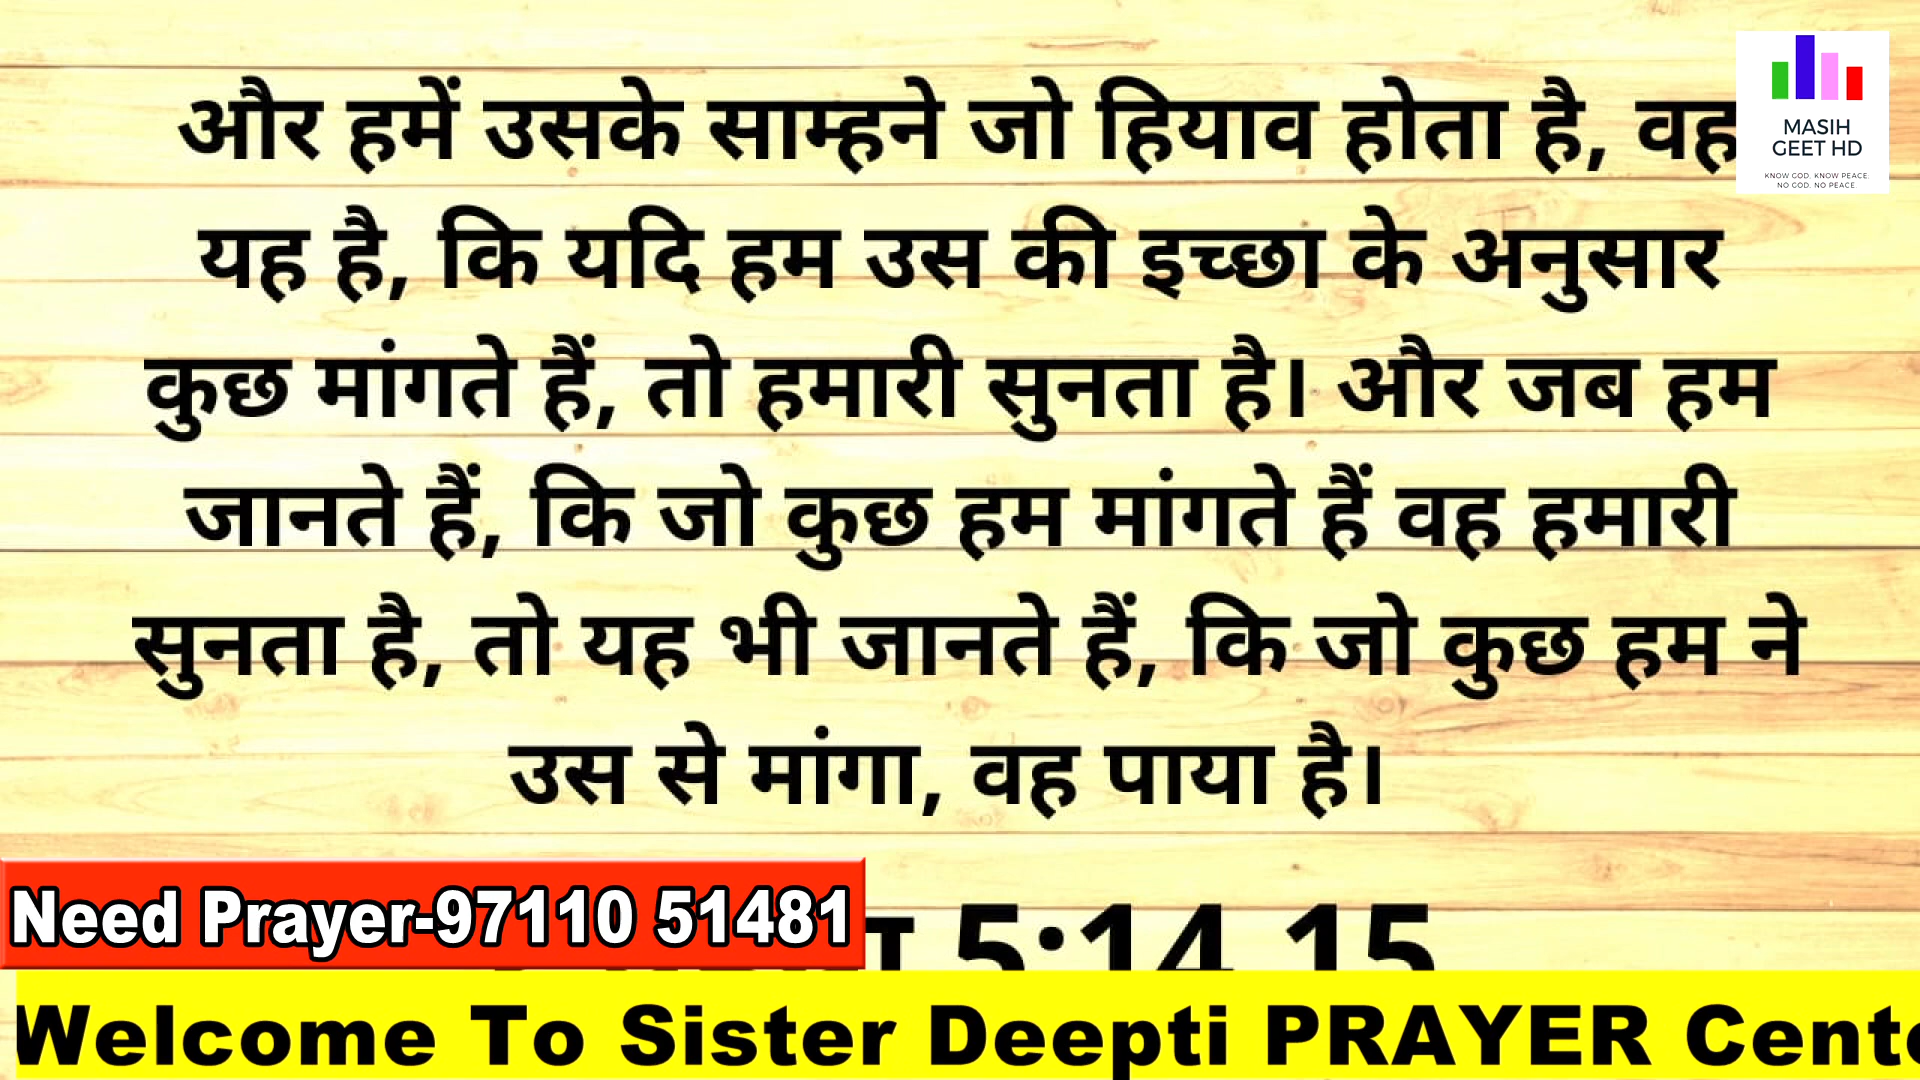 और हमें उसके साम्हने जो हियाव होता है, वह
यह है, कि यदि हम उस की इच्छा के अनुसार
कुछ मांगते हैं, तो हमारी सुनता है। और जब हम
जानते हैं, कि जो कुछ हम मांगते हैं वह हमारी
सुनता है, तो यह भी जानते हैं, कि जो कुछ हम ने
उस से मांगा, वह पाया है।
5:14,15
MASIH
GEET HD
KNOW GOD. KNOW PEACE.
NO GOD. NO PEACE.
Need Prayer-97110 51481
Welcome To Sister Deepti PRAYER Cent